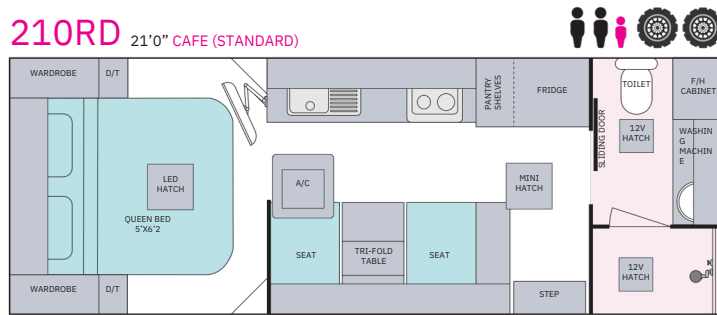 210RD 21'0" CAFE (STANDARD)
WARDROBE
D/T
LED
HATCH
QUEEN BED
5'X6'2
WARDROBE
D/T
A/C
SEAT
TRI-FOLD
TABLE
SEAT
PANTRY
SHELVES
FRIDGE
MINI
HATCH
STEP
SLIDING DOOR
TOILET
12V
HATCH
F/H
CABINET
WASHIN
G
MACHIN
E
12V
HATCH